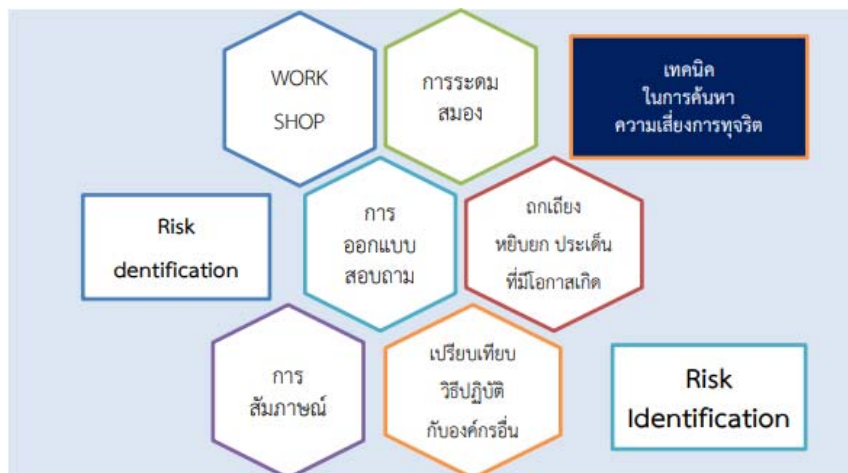 WORK
SHOP
การระดม
สมอง
เทคนิค
ในการค้นหา
ความเสี่ยงการทุจริต
Risk
dentification
การ
ออกแบบ
สอบถาม
ถกเถียง
หยิบยก ประเด็น
ที่มีโอกาสเกิด
การ
สัมภาษณ์
เปรียบเทียบ
วิธีปฏิบัติ
กับองค์กรอื่น
Risk
Identification